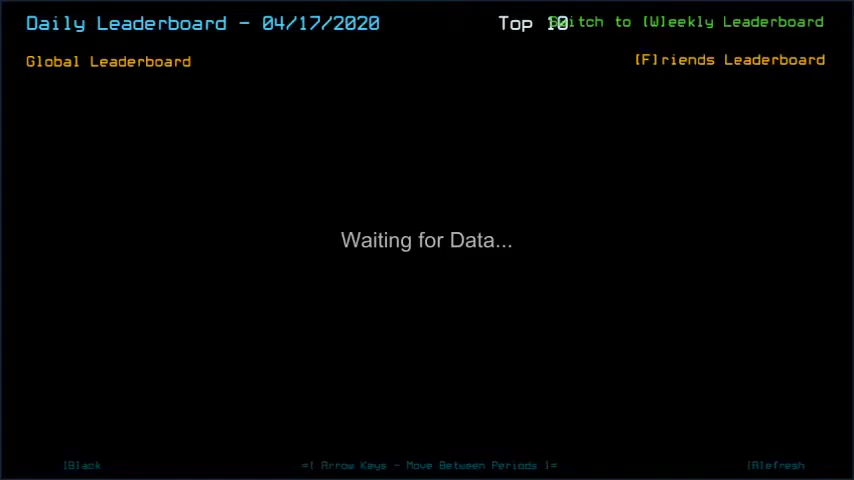 Daily Leaderboard - 04/17/2020
Top 10
Switch to [W]eekly Leaderboard
Global Leaderboard
[F]riends Leaderboard
Waiting for Data...
[B]ack
<[ Arrow Keys - Move Between Periods ]>
[R]efresh